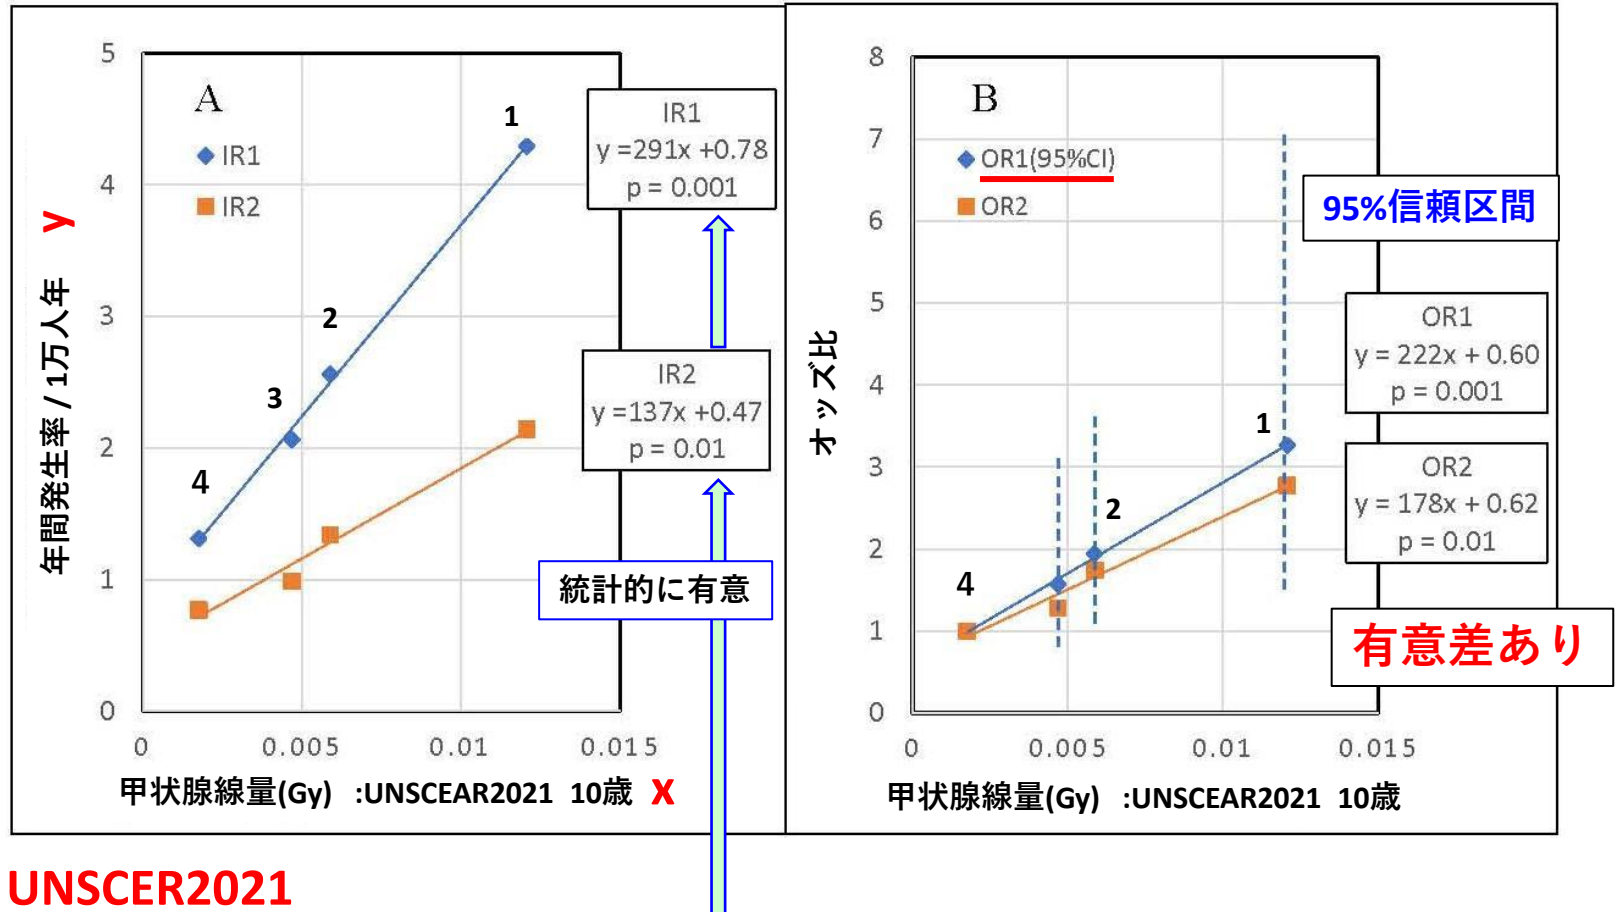 A
IR1
IR2
5
4
3
2
1
0
0
0.005
0.01
0.015
年間発生率 / 1万人年 y
甲状腺線量(Gy) :UNSCEAR2021 10歳 X
1
2
3
4
IR1
y =291x +0.78
p = 0.001
IR2
y =137x +0.47
p = 0.01
統計的に有意
B
OR1(95%CI)
OR2
8
7
6
5
4
3
2
1
0
0
0.005
0.01
0.015
オッズ比
甲状腺線量(Gy) :UNSCEAR2021 10歳
1
2
4
95%信頼区間
OR1
y = 222x + 0.60
p = 0.001
OR2
y = 178x + 0.62
p = 0.01
有意差あり
UNSCER2021